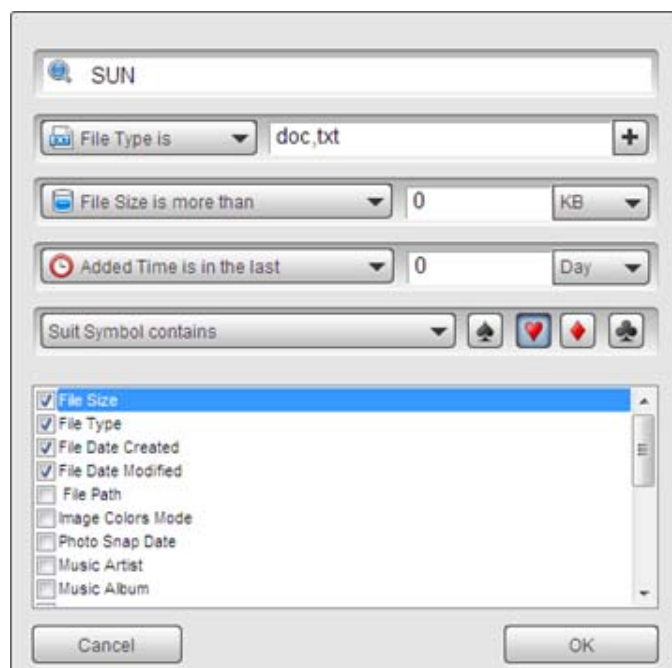 SUN
File Type is doc,txt
File Size is more than 0 KB
Added Time is in the last 0 Day
Suit Symbol contains
File Size
File Type
File Date Created
File Date Modified
File Path
Image Colors Mode
Photo Snap Date
Music Artist
Music Album
Cancel OK